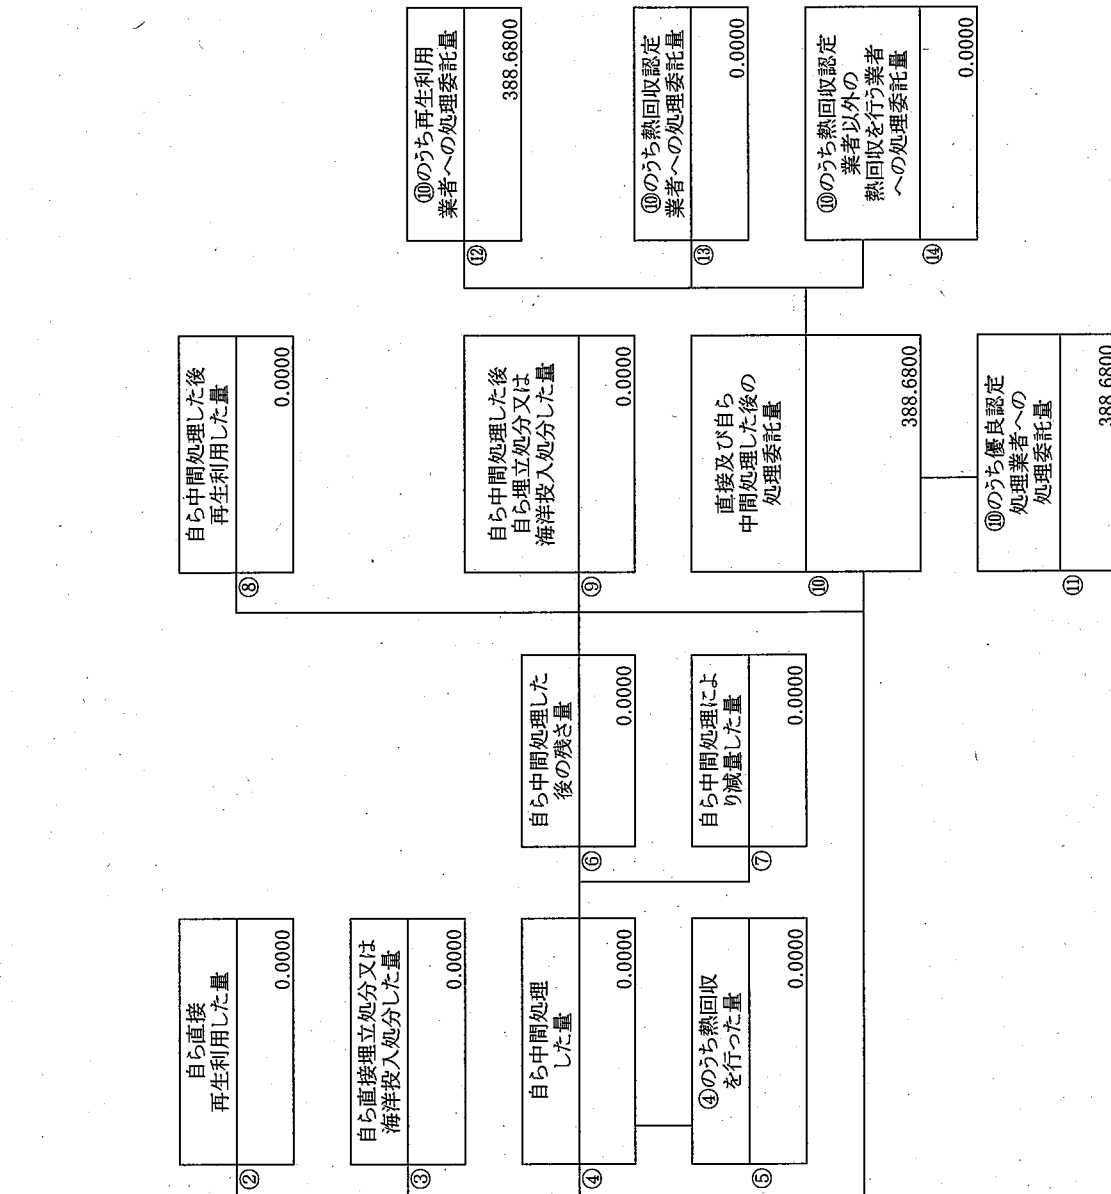 ②
自ら直接
再生利用した量
0.0000
③
自ら直接埋立処分又は
海洋投入処分した量
0.0000
④
自ら中間処理
した量
0.0000
⑤
④のうち熱回収
を行った量
0.0000
⑥
自ら中間処理した
後の残さ量
0.0000
⑦
自ら中間処理によ
り減量した量
0.0000
⑧
自ら中間処理した後
再生利用した量
0.0000
⑨
自ら中間処理した後
自ら埋立処分又は
海洋投入処分した量
0.0000
⑩
直接及び自ら
中間処理した後の
処理委託量
388.6800
⑪
⑩のうち優良認定
処理業者への
処理委託量
388.6800
⑫
⑩のうち再生利用
業者への処理委託量
388.6800
⑬
⑩のうち熱回収認定
業者への処理委託量
0.0000
⑭
⑩のうち熱回収認定
業者以外の
熱回収を行う業者
への処理委託量
0.0000